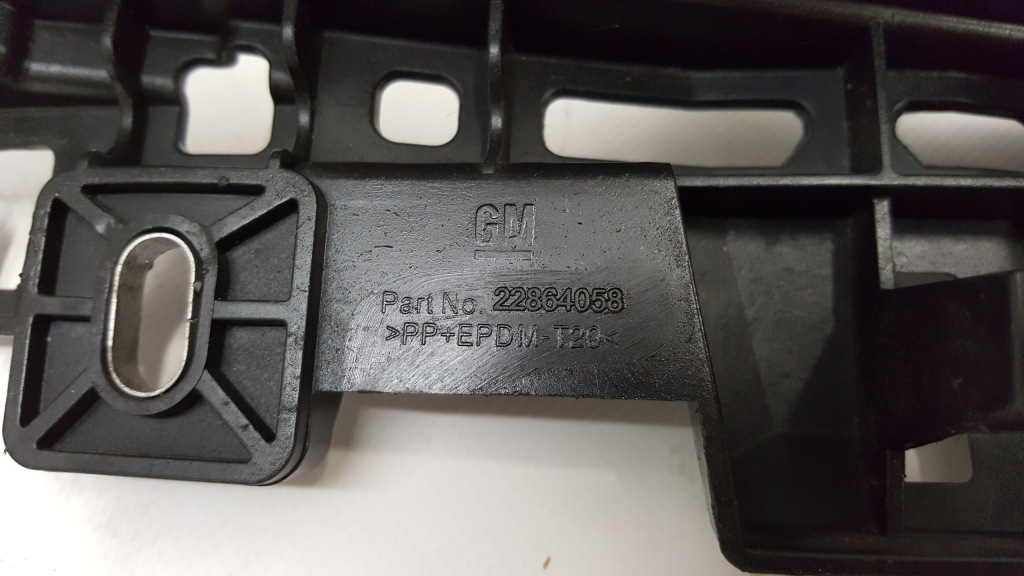 GM
Part No. 22864058
>PP+EPDM-T20<